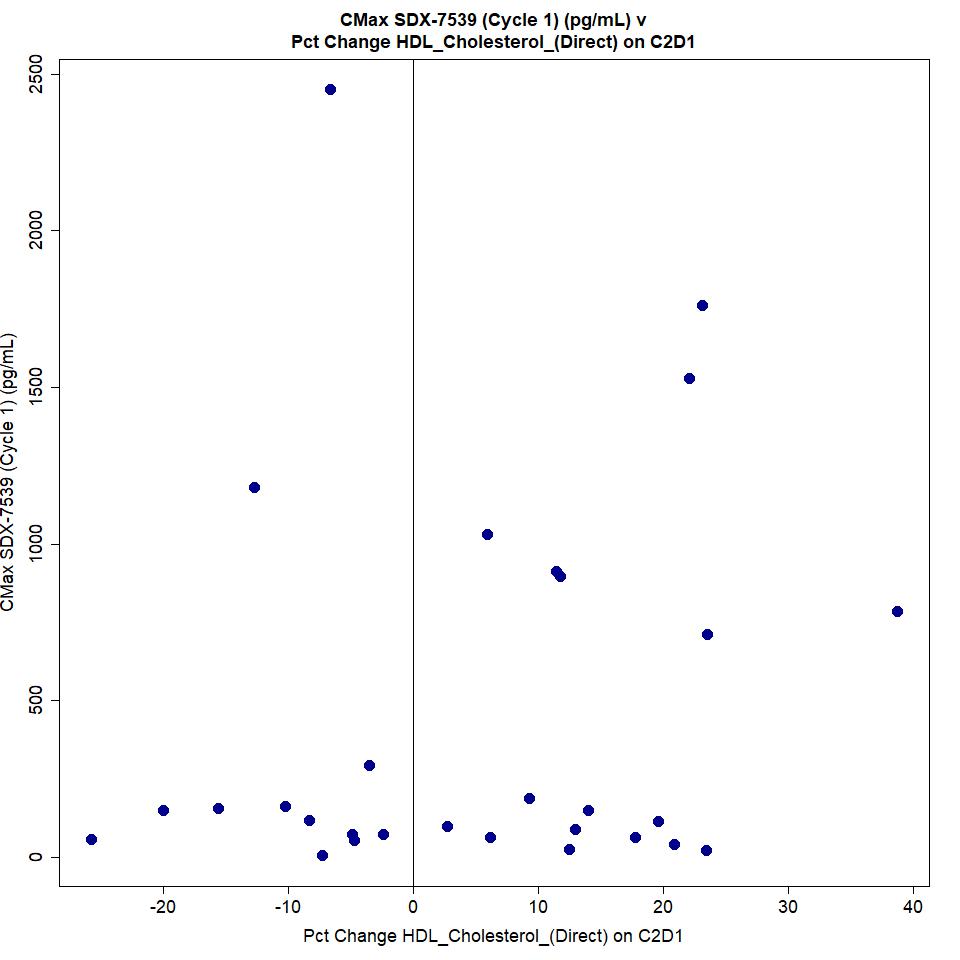 CMax SDX-7539 (Cycle 1) (pg/mL) v
Pct Change HDL_Cholesterol_(Direct) on C2D1
CMax SDX-7539 (Cycle 1) (pg/mL)
2500
2000
1500
1000
500
0
-20 -10 0 10 20 30 40
Pct Change HDL_Cholesterol_(Direct) on C2D1